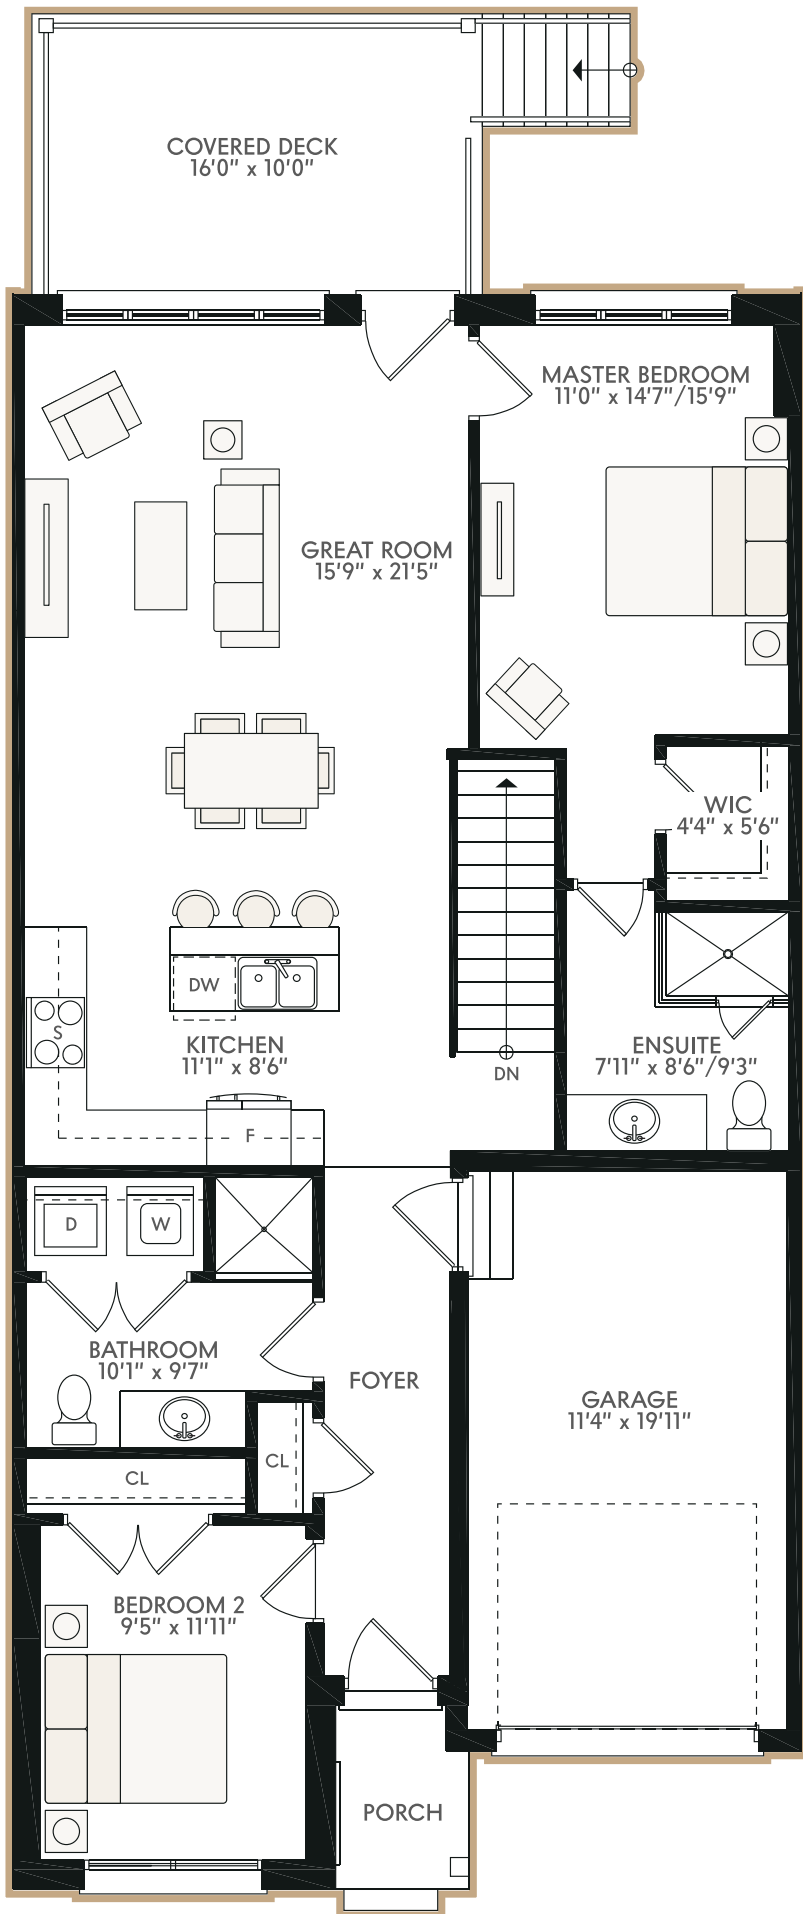 COVERED DECK
16'0" x 10'0"
MASTER BEDROOM
11'0" x 14'7"/15'9"
GREAT ROOM
15'9" x 21'5"
WIC
4'4" x 5'6"
DW
S
KITCHEN
11'1" x 8'6"
ENSUITE
7'11" x 8'6"/9'3"
DN
F
D
W
BATHROOM
10'1" x 9'7"
FOYER
GARAGE
11'4" x 19'11"
CL
CL
BEDROOM 2
9'5" x 11'11"
PORCH